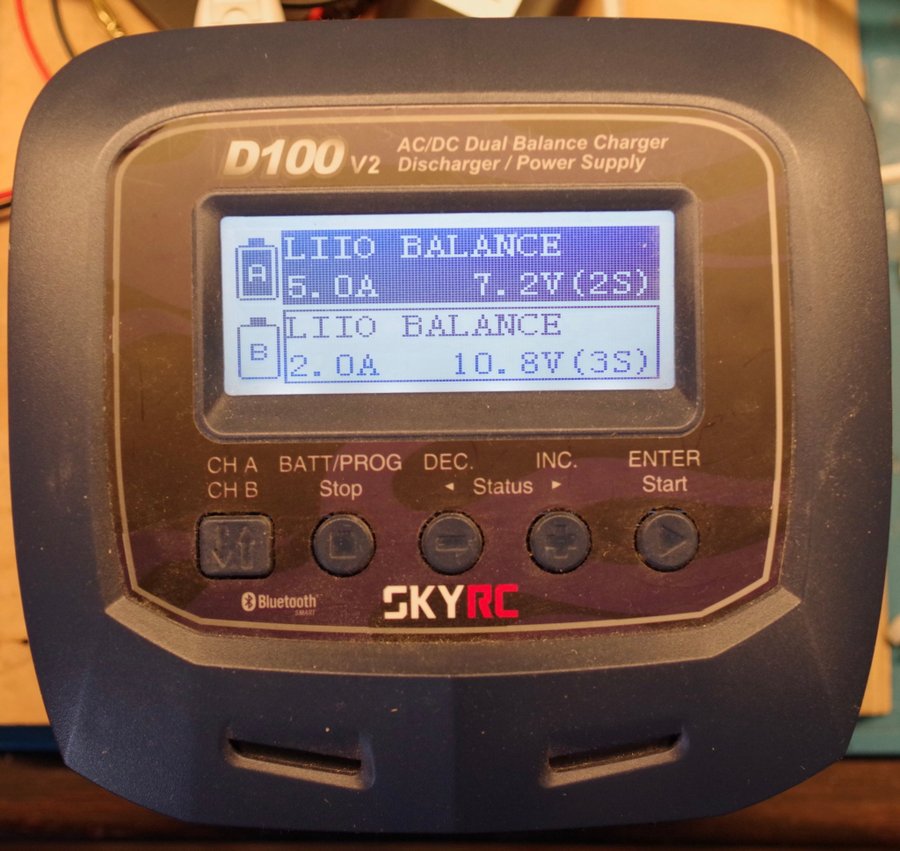 D100 V2
AC/DC Dual Balance Charger
Discharger / Power Supply
A
LIIO BALANCE
5.0A 7.2V(2S)
B
LIIO BALANCE
2.0A 10.8V(3S)
CH A BATT/PROG DEC. INC. ENTER
CH B Stop ◄ Status ► Start
Bluetooth®
SMART
SKYRC